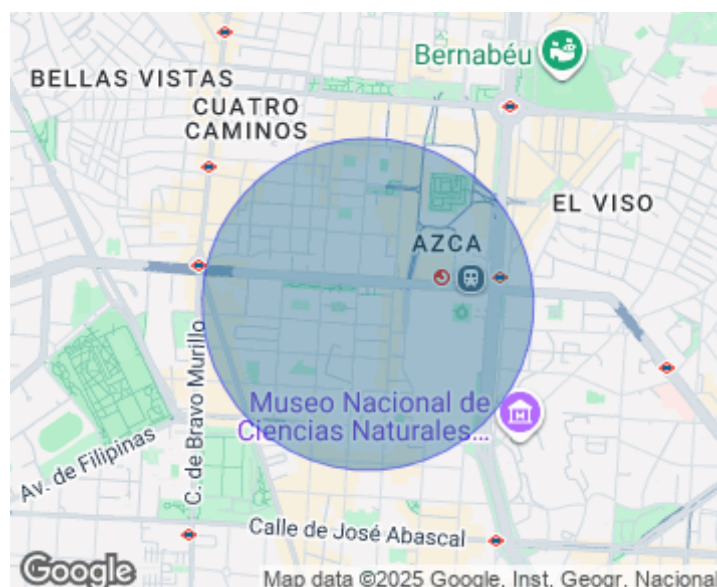 Bernabéu
BELLAS VISTAS
CUATRO
CAMINOS
EL VISO
AZCA
C. de Bravo Murillo
Museo Nacional de
Ciencias Naturales...
Av. de Filipinas
Calle de José Abascal
Google
Map data ©2025 Google, Inst. Geogr. Nacional